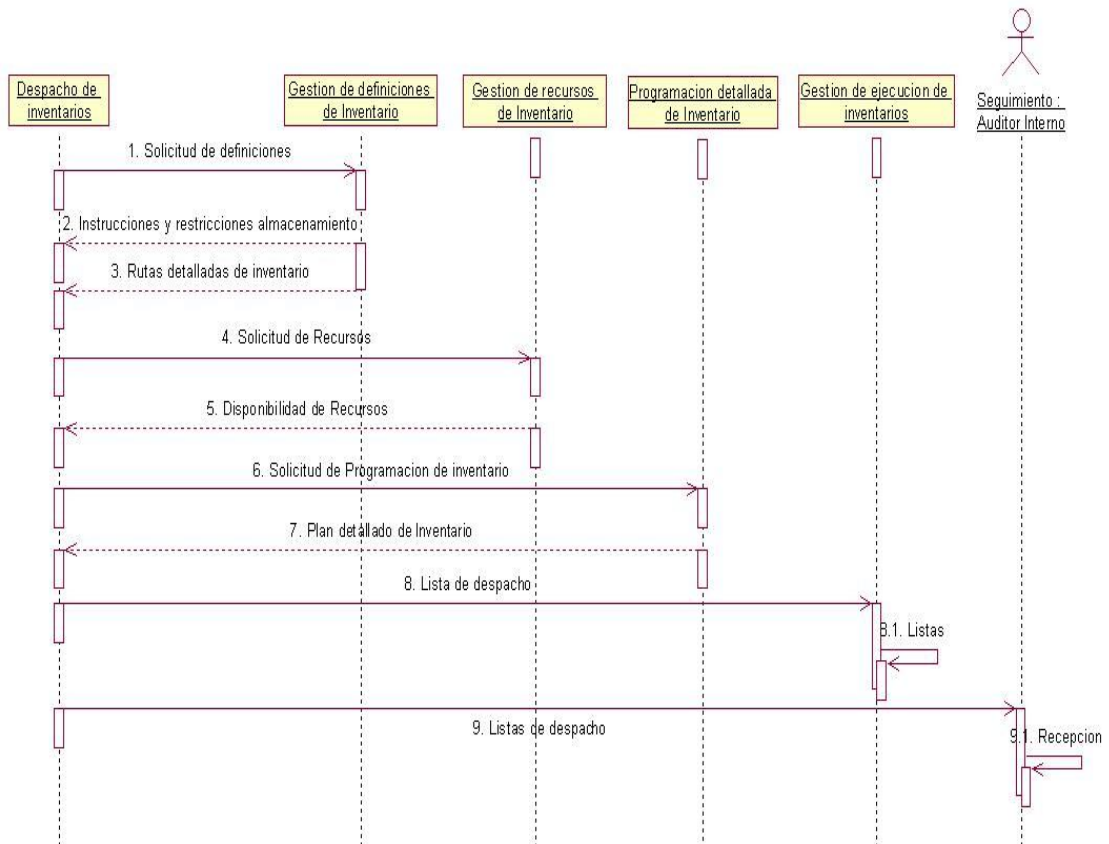 Despacho de
inventarios
Gestion de definiciones
de Inventario
Gestion de recursos
de Inventario
Programacion detallada
de Inventario
Gestion de ejecucion de
inventarios
Seguimiento :
Auditor Interno
1. Solicitud de definiciones
2. Instrucciones y restricciones almacenamiento
3. Rutas detalladas de inventario
4. Solicitud de Recursos
5. Disponibilidad de Recursos
6. Solicitud de Programacion de inventario
7. Plan detallado de Inventario
8. Lista de despacho
8.1. Listas
9. Listas de despacho
9.1. Recepcion